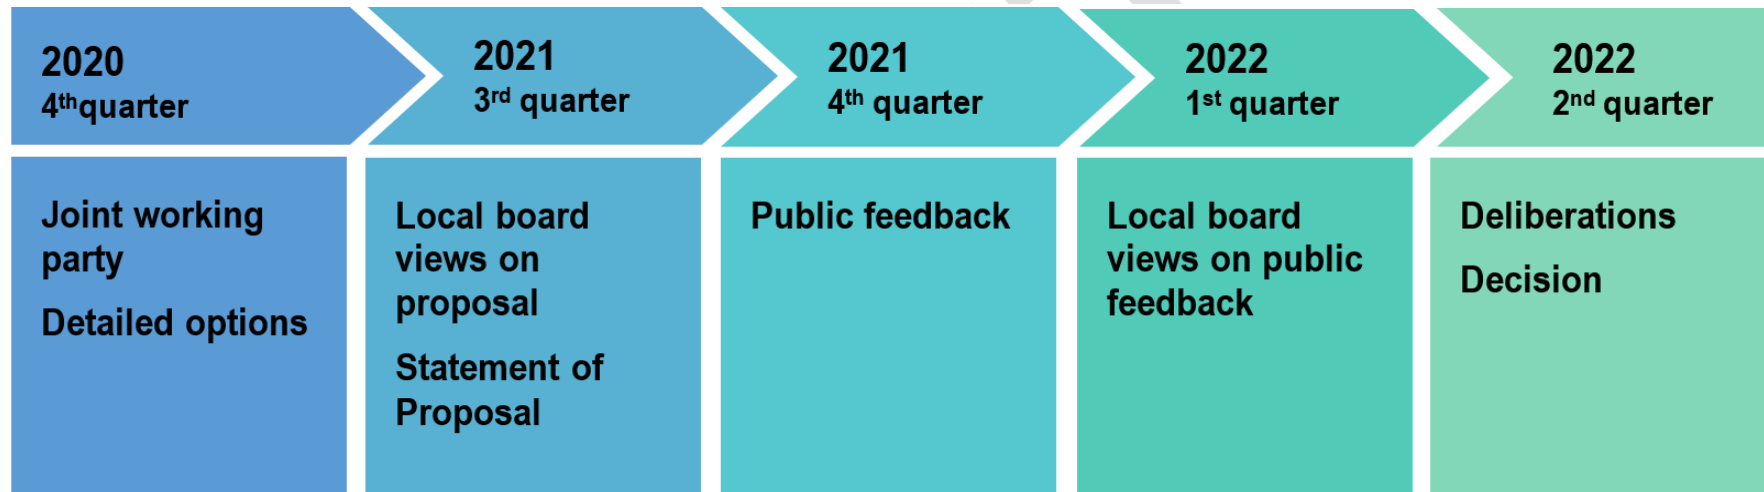 2020
4thquarter
2021
3rd quarter
2021
4th quarter
2022
1st quarter
2022
2nd quarter
Joint working
party
Detailed options
Local board
views on
proposal
Statement of
Proposal
Public feedback
Local board
views on public
feedback
Deliberations
Decision